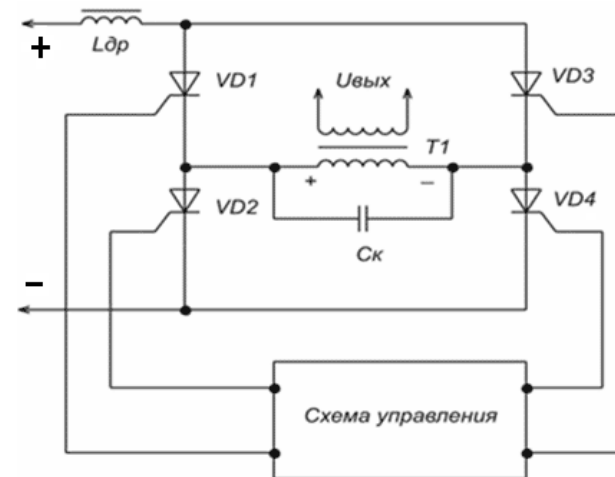 +
Lдр
VD1
VD3
Uвых
T1
+
–
VD2
VD4
Cк
–
Схема управления